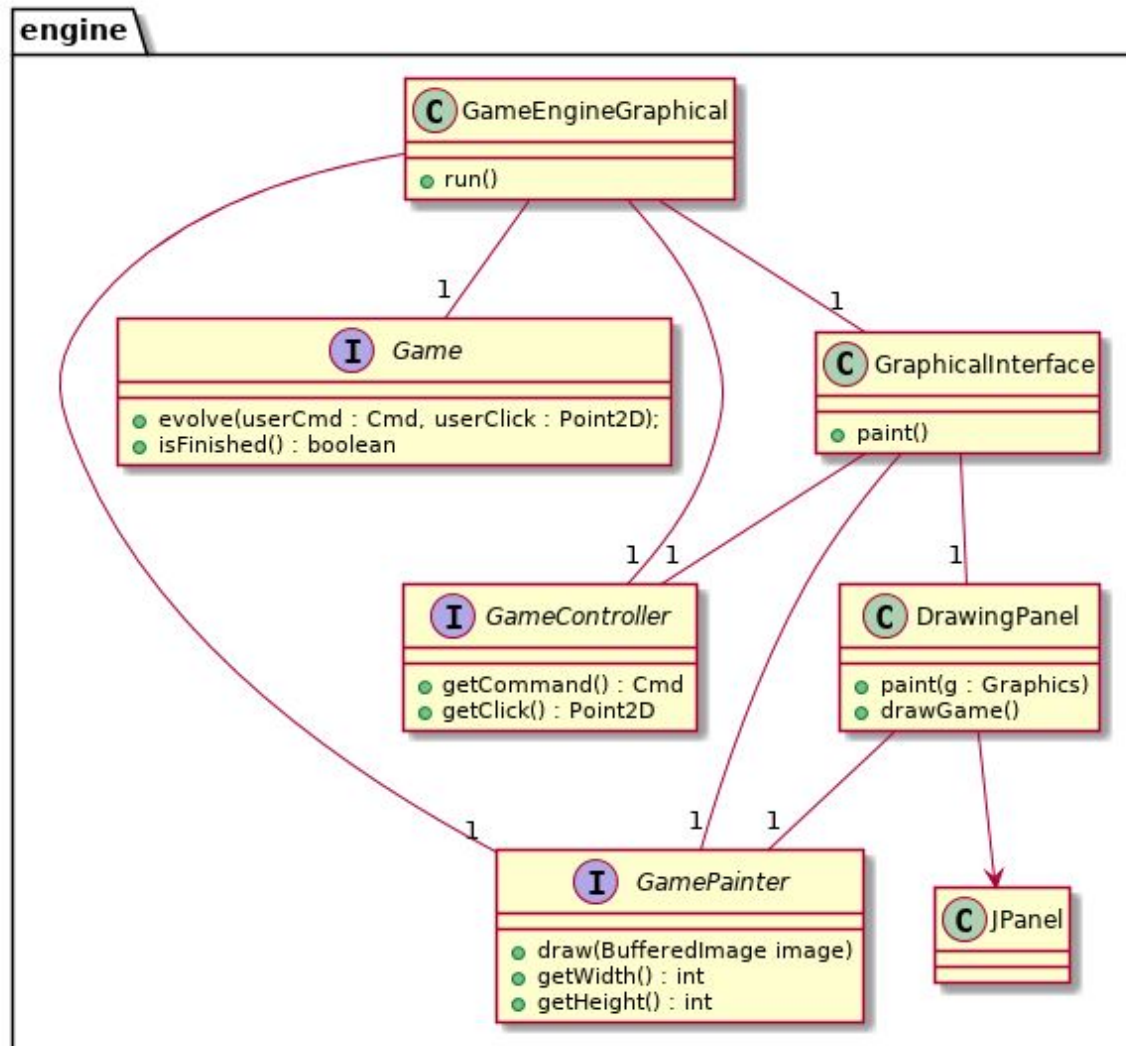 engine
C GameEngineGraphical
run()
1
1
I Game
evolve(userCmd : Cmd, userClick : Point2D);
isFinished() : boolean
C GraphicalInterface
paint()
1
1
1
I GameController
getCommand() : Cmd
getClick() : Point2D
C DrawingPanel
paint(g : Graphics)
drawGame()
1
1
1
I GamePainter
draw(BufferedImage image)
getWidth() : int
getHeight() : int
C JPanel